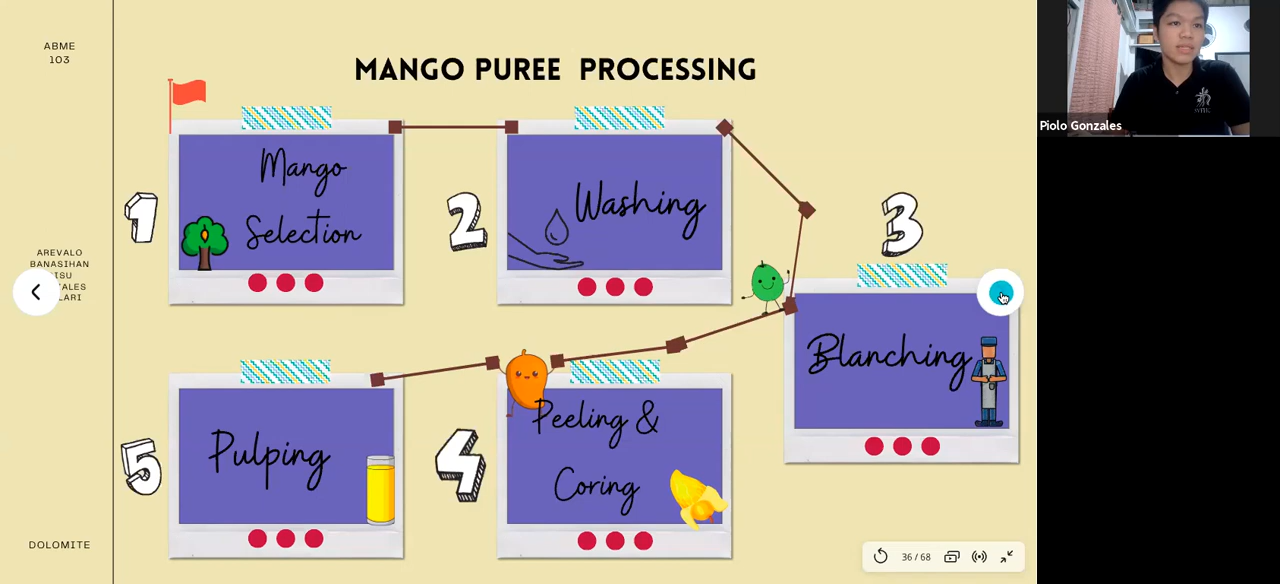 ABME
103
MANGO PUREE PROCESSING
Piolo Gonzales
1
Mango
Selection
2
Washing
3
Blanching
AREVALO
BANASIHAN
5
Pulping
4
Peeling &
Coring
DOLOMITE
36 / 68